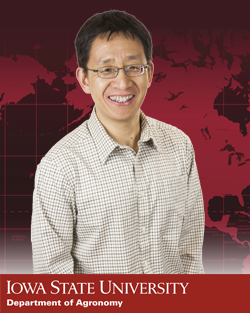 IOWA STATE UNIVERSITY
Department of Agronomy